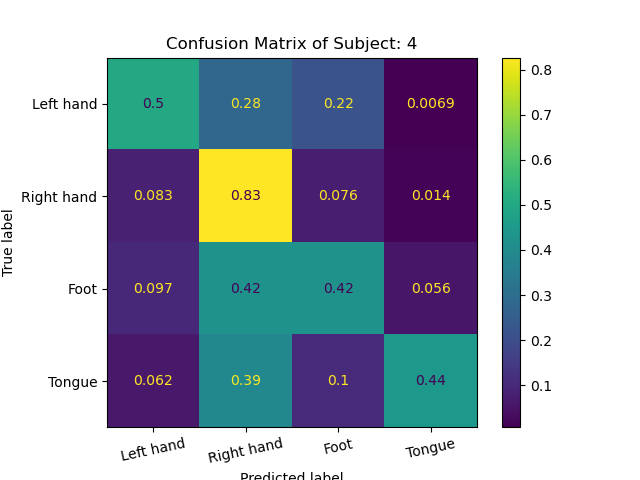 Confusion Matrix of Subject: 4
True label
Left hand 0.5 0.28 0.22 0.0069
Right hand 0.083 0.83 0.076 0.014
Foot 0.097 0.42 0.42 0.056
Tongue 0.062 0.39 0.1 0.44
Left hand Right hand Foot Tongue
Predicted label
0.8
0.7
0.6
0.5
0.4
0.3
0.2
0.1